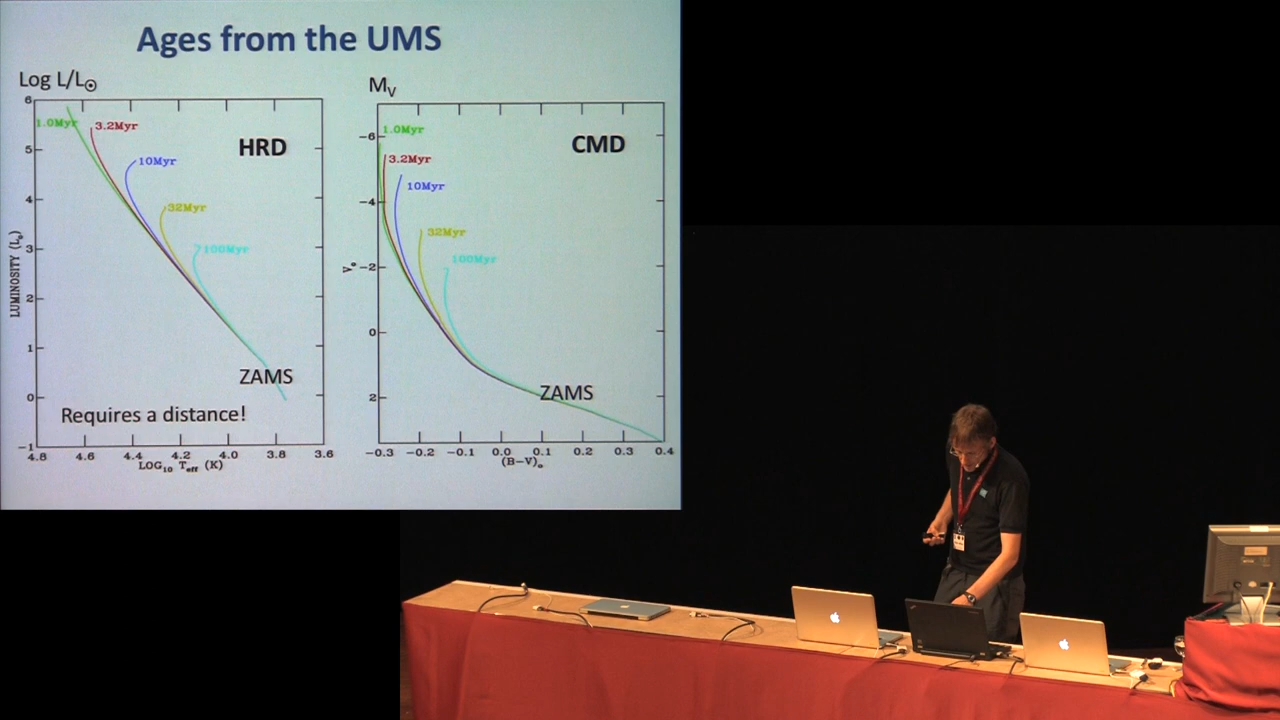 Ages from the UMS
Log L/L☉
6
5
4
3
2
1
0
-1
LUMINOSITY (L☉)
1.0Myr
3.2Myr
10Myr
32Myr
100Myr
HRD
ZAMS
Requires a distance!
4.8 4.6 4.4 4.2 4.0 3.8 3.6
LOG₁₀ Teff (K)
Mv
-6
-4
-2
0
2
V₀
1.0Myr
3.2Myr
10Myr
32Myr
100Myr
CMD
ZAMS
-0.3 -0.2 -0.1 0.0 0.1 0.2 0.3 0.4
(B-V)₀